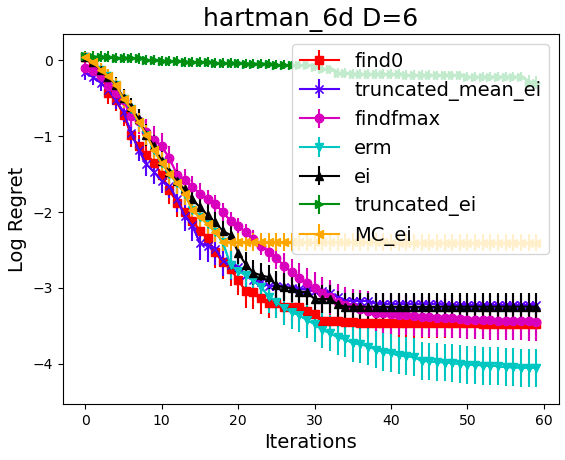 hartman_6d D=6
find0
truncated_mean_ei
findfmax
erm
ei
truncated_ei
MC_ei
Log Regret
0
−1
−2
−3
−4
0 10 20 30 40 50 60
Iterations